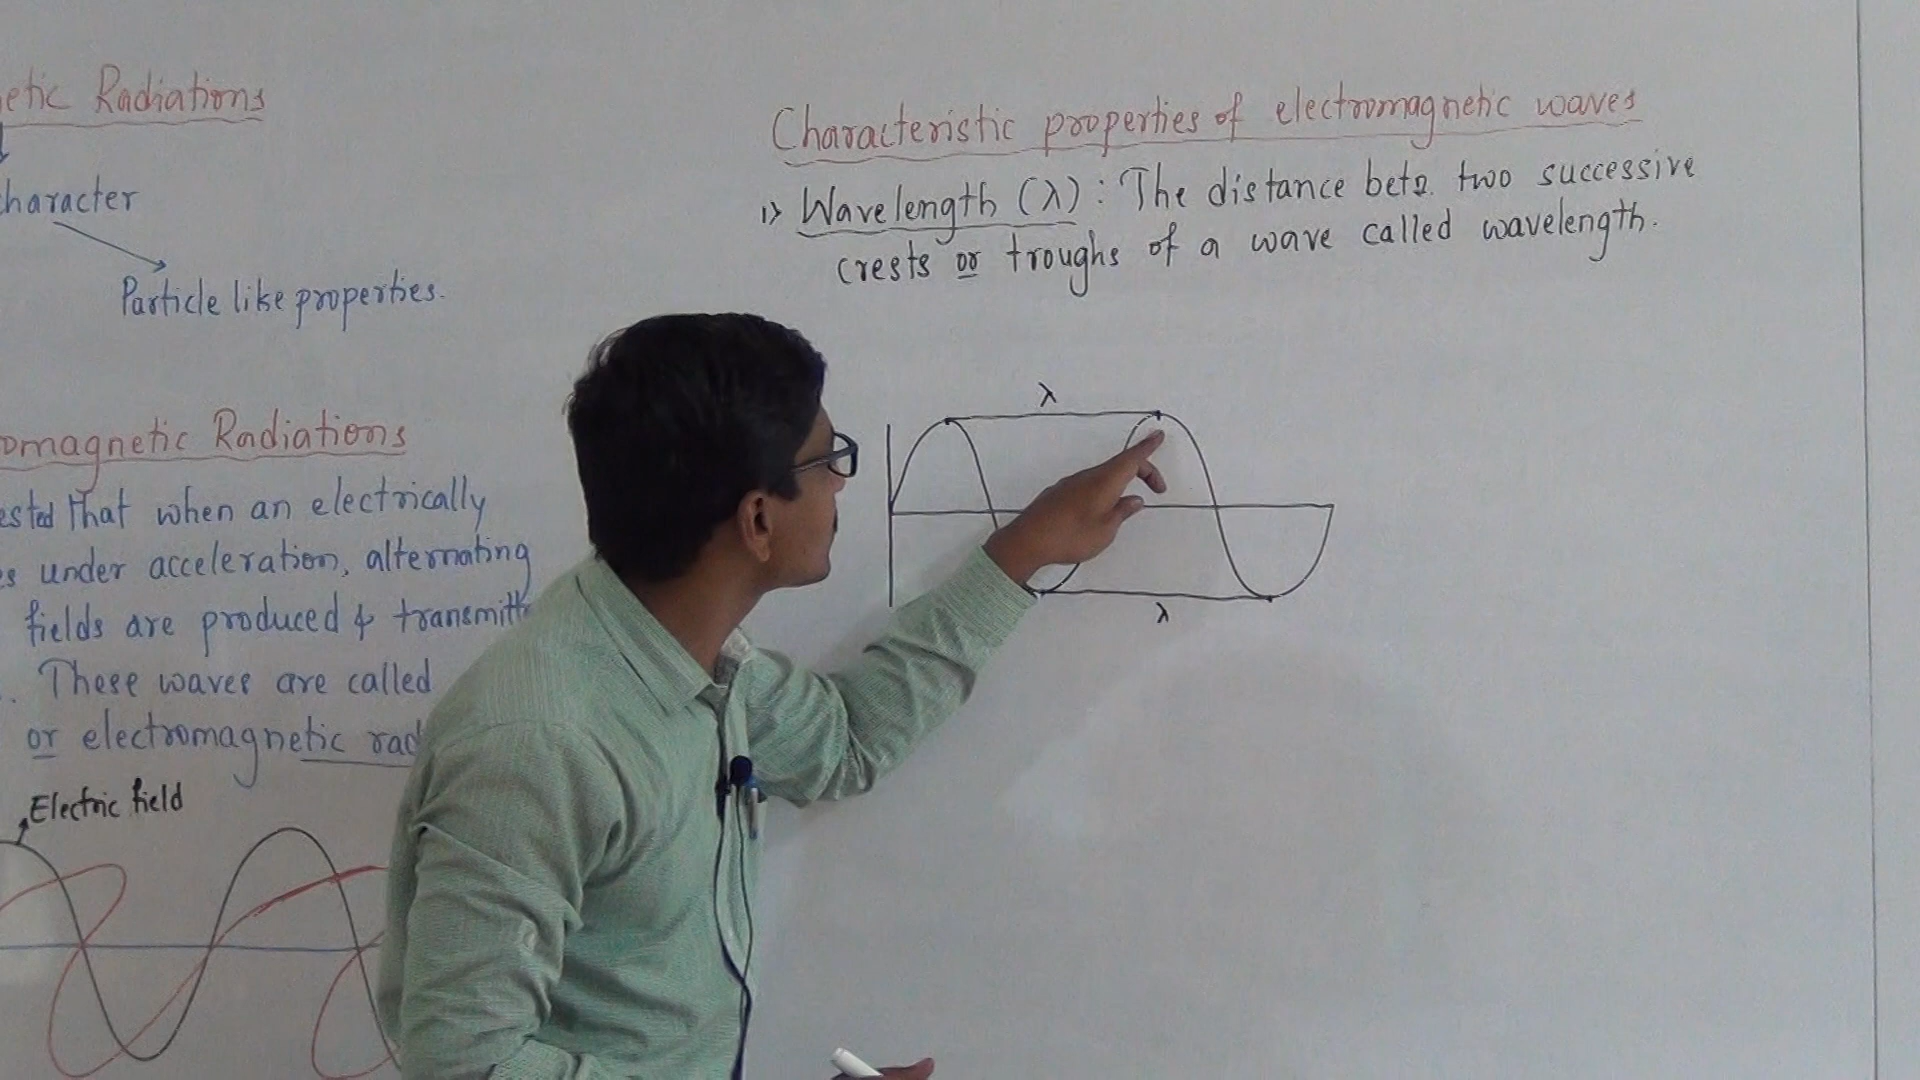 etic Radiations
haracter
Particle like properties.
omagnetic Radiations
ested that when an electrically
es under acceleration, alternating
fields are produced & transmitt
. These waves are called
or electromagnetic rad
Electric field
Characteristic properties of electromagnetic waves
1> Wavelength (λ) : The distance betn. two successive
crests or troughs of a wave called wavelength.
λ
λ